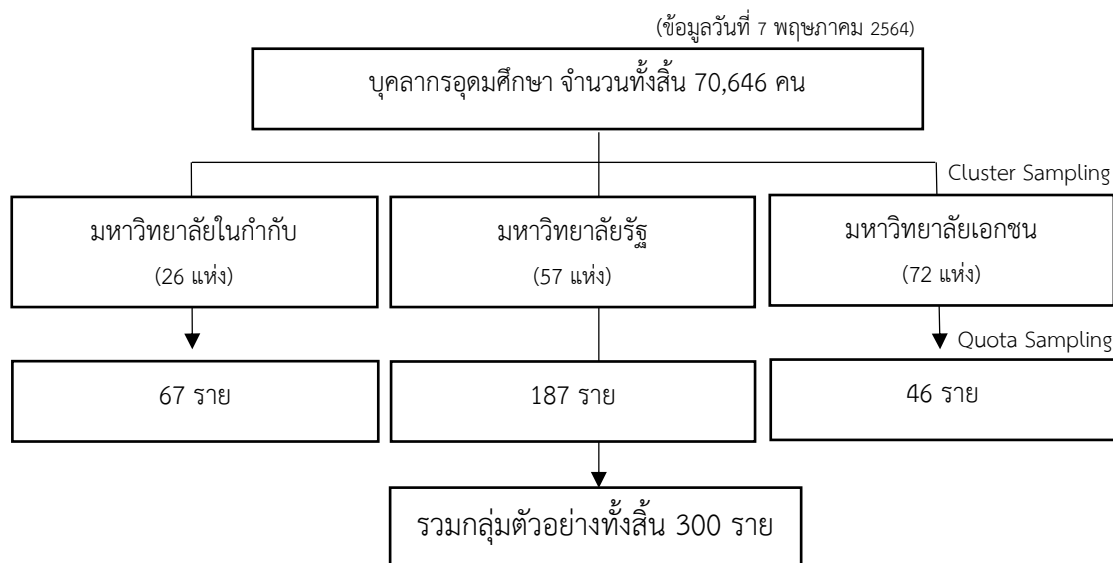 (ข้อมูลวันที่ 7 พฤษภาคม 2564)
บุคลากรอุดมศึกษา จำนวนทั้งสิ้น 70,646 คน
Cluster Sampling
มหาวิทยาลัยในกำกับ
(26 แห่ง)
มหาวิทยาลัยรัฐ
(57 แห่ง)
มหาวิทยาลัยเอกชน
(72 แห่ง)
Quota Sampling
67 ราย
187 ราย
46 ราย
รวมกลุ่มตัวอย่างทั้งสิ้น 300 ราย